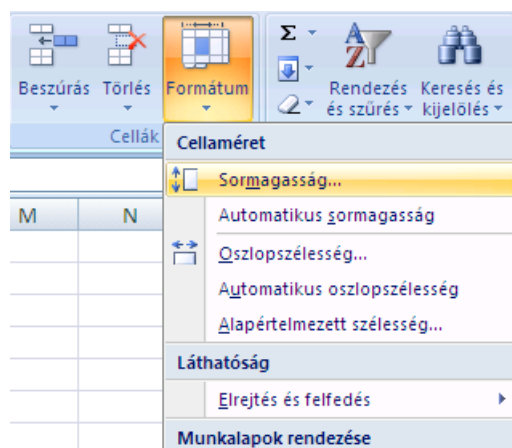 Σ
A
Z
Beszúrás Törlés Formátum Rendezés Keresés és
és szűrés kijelölés
Cellák
Cellaméret
Sormagasság...
M N
Automatikus sormagasság
Oszlopszélesség...
Automatikus oszlopszélesség
Alapértelmezett szélesség...
Láthatóság
Elrejtés és felfedés
Munkalapok rendezése